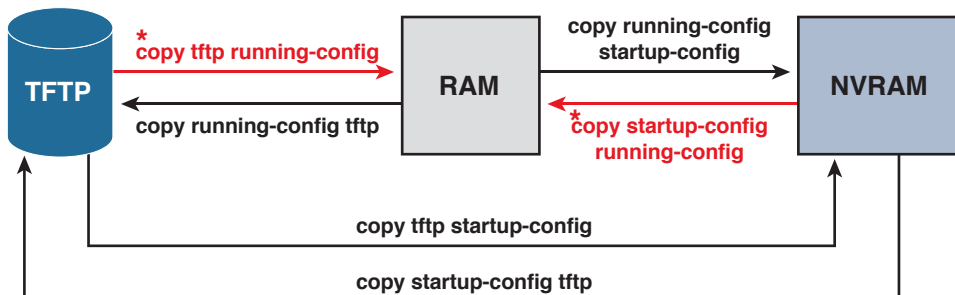 *
copy tftp running-config
copy running-config
startup-config
TFTP
RAM
NVRAM
copy running-config tftp
*
copy startup-config
running-config
copy tftp startup-config
copy startup-config tftp